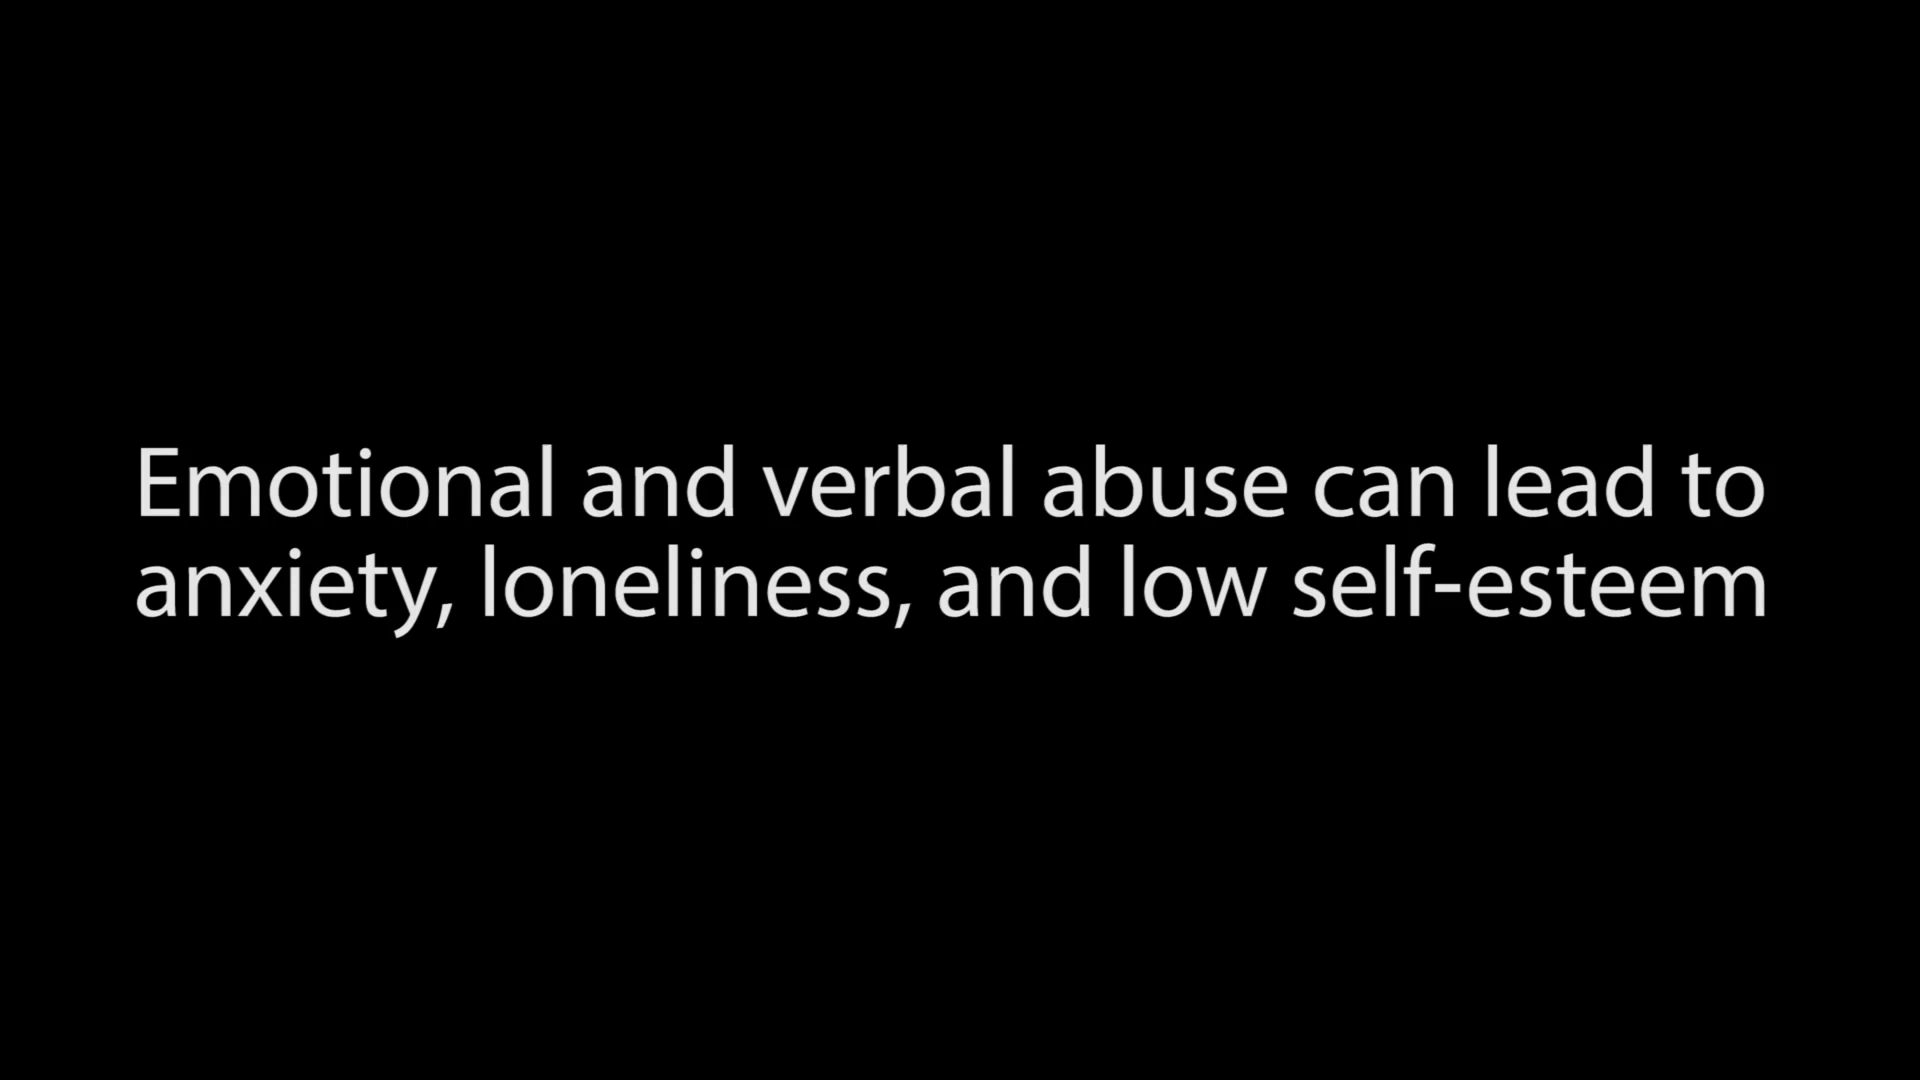 Emotional and verbal abuse can lead to
anxiety, loneliness, and low self-esteem